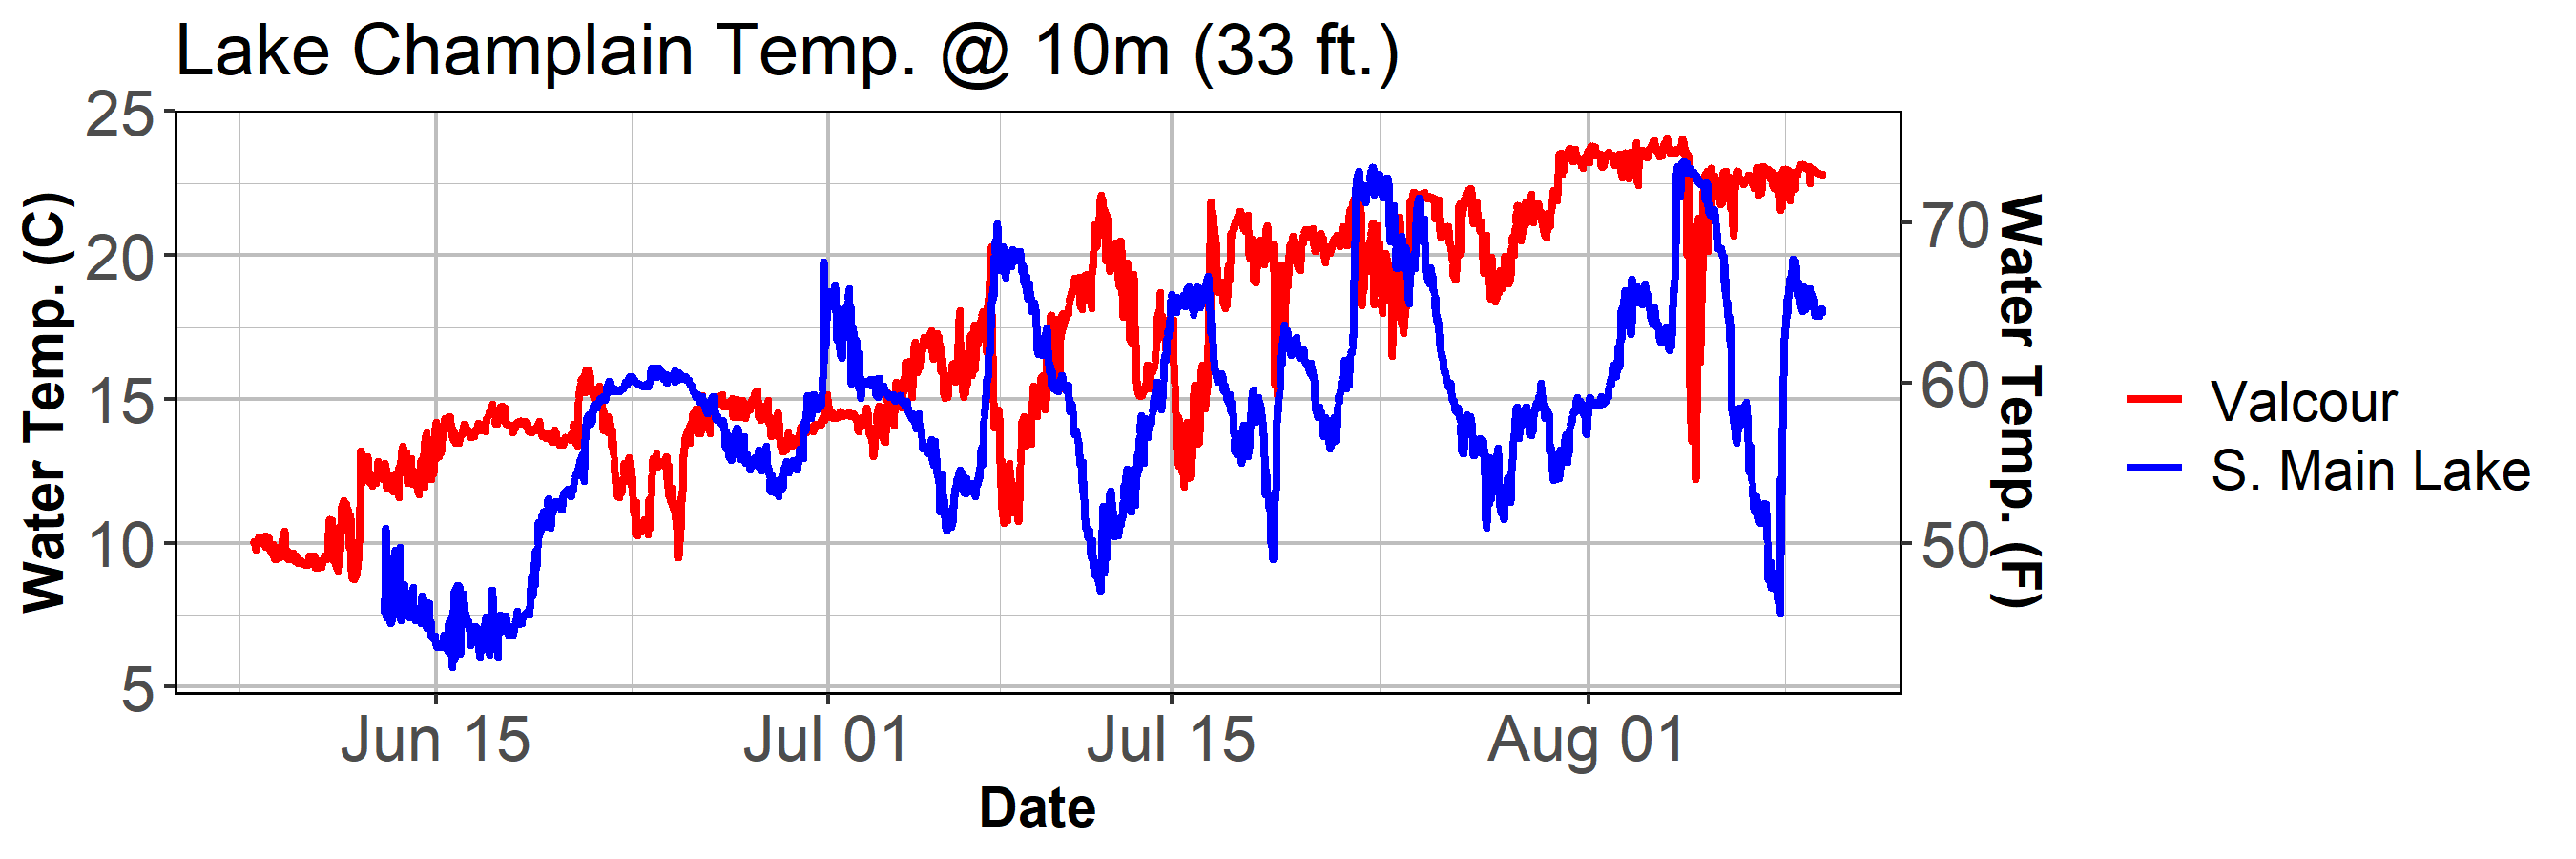 Lake Champlain Temp. @ 10m (33 ft.)
Water Temp. (C)
25
20
15
10
5
70
60
50
Water Temp. (F)
Jun 15
Jul 01
Jul 15
Aug 01
Date
Valcour
S. Main Lake